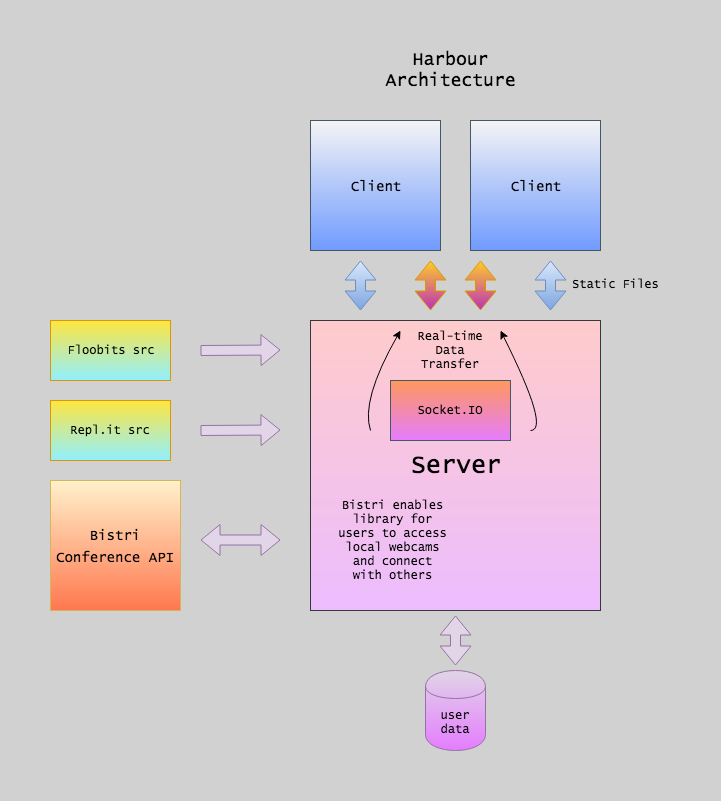 Harbour
Architecture
Client
Client
Static Files
Floobits src
Real-time
Data
Transfer
Repl.it src
Socket.IO
Server
Bistri
Conference API
Bistri enables
library for
users to access
local webcams
and connect
with others
user
data